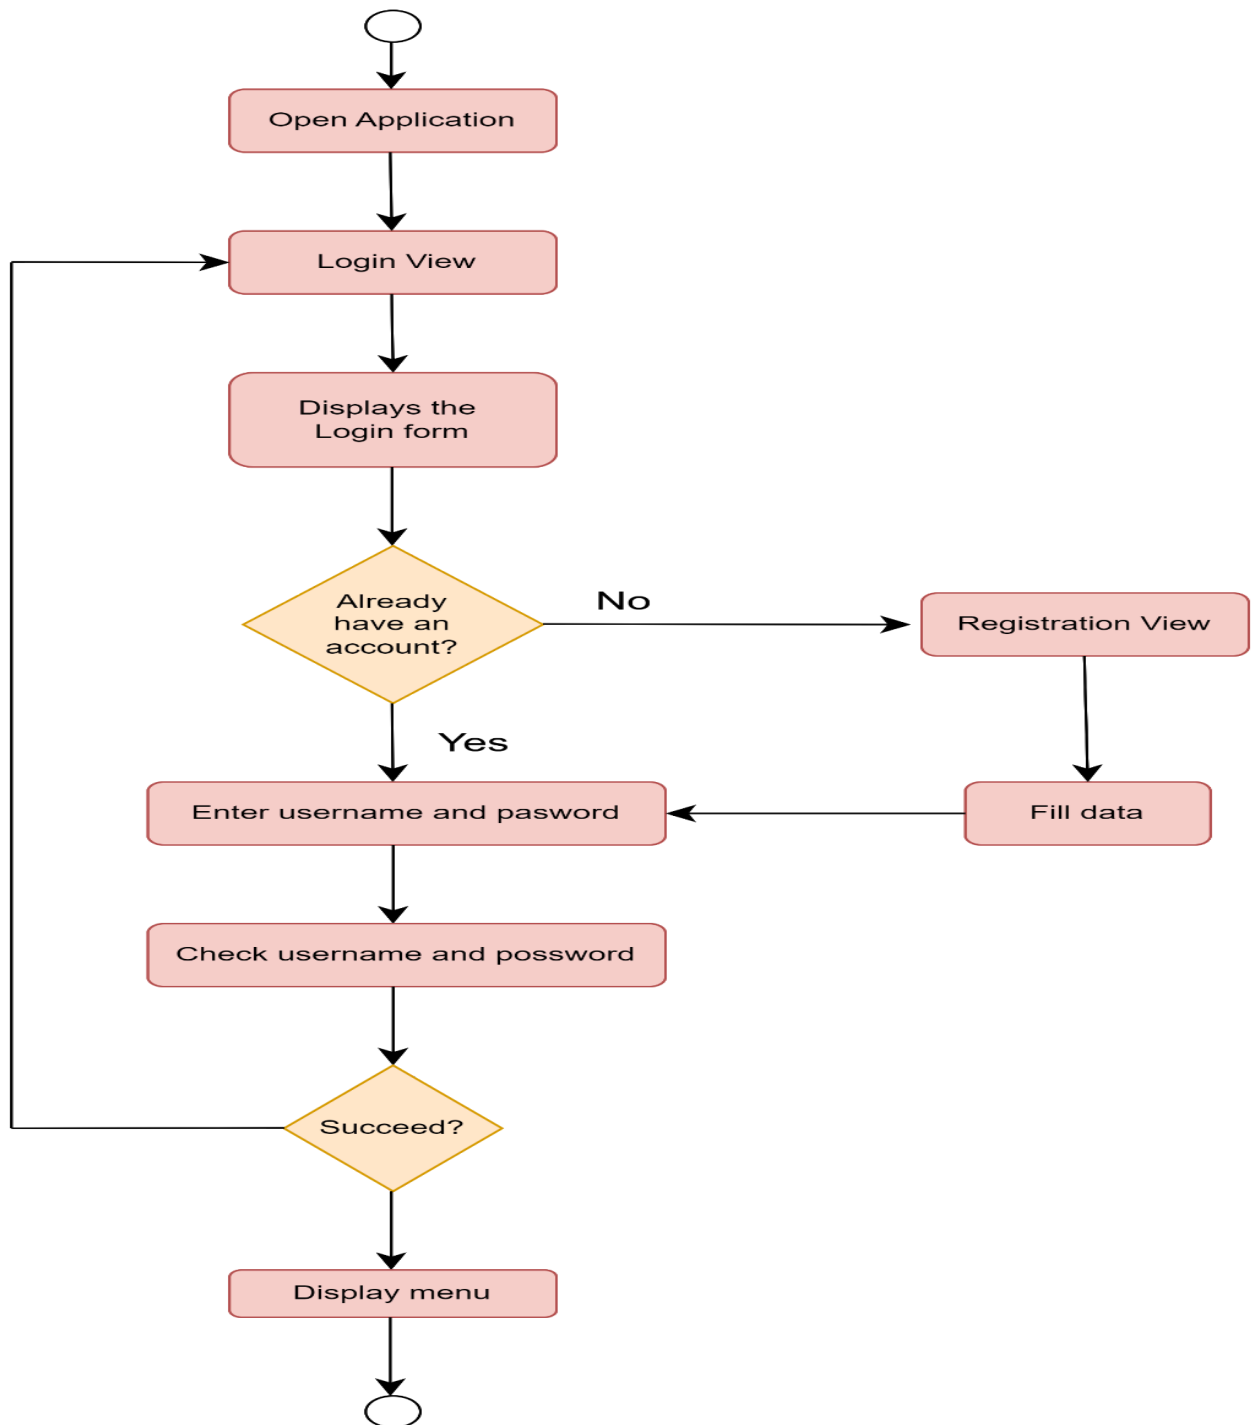 Open Application
Login View
Displays the
Login form
Already
have an
account?
No
Registration View
Yes
Enter username and pasword
Fill data
Check username and possword
Succeed?
Display menu